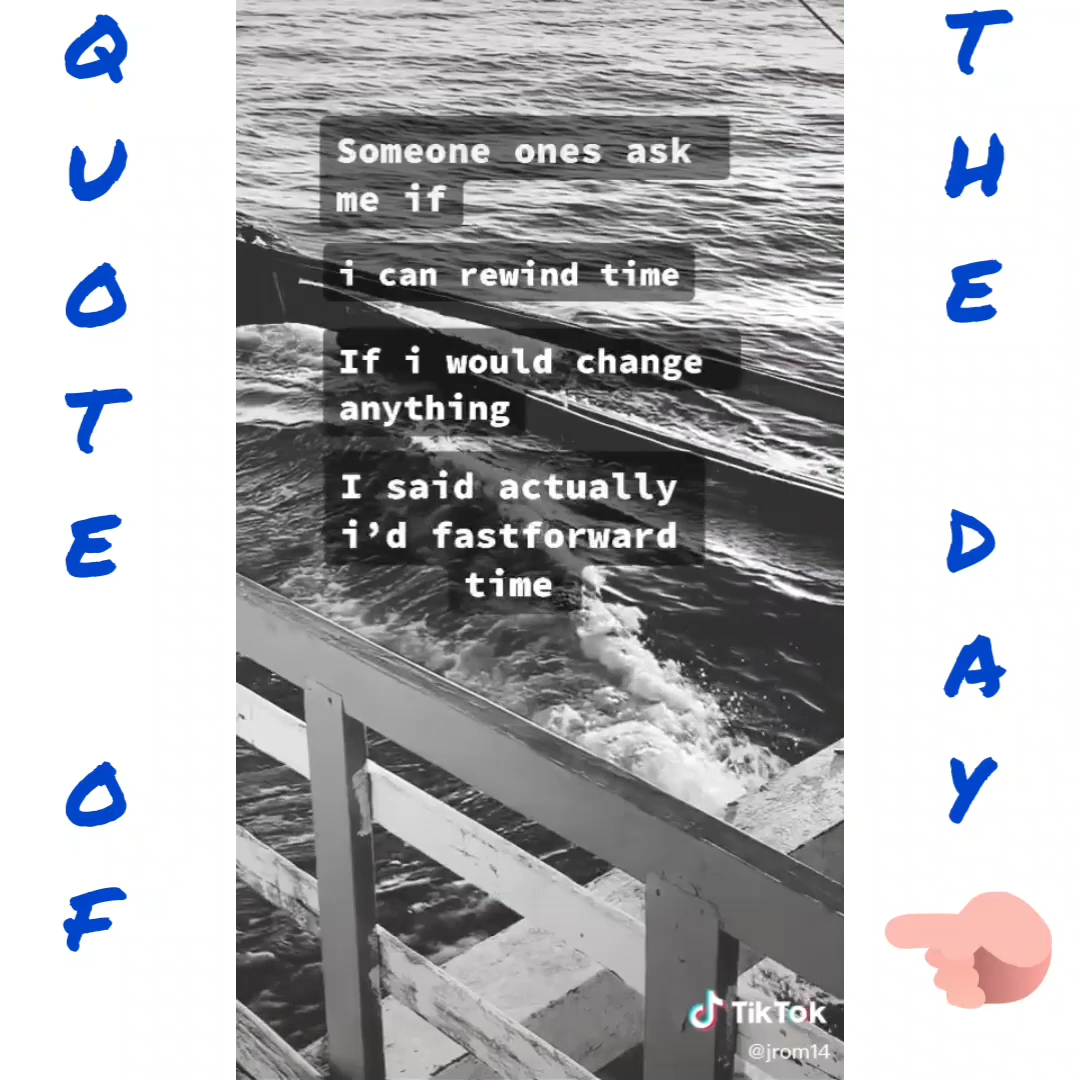 QUOTE OF
THE DAY
Someone ones ask
me if
i can rewind time
If i would change
anything
I said actually
i’d fastforward
time
TikTok
@jrom14